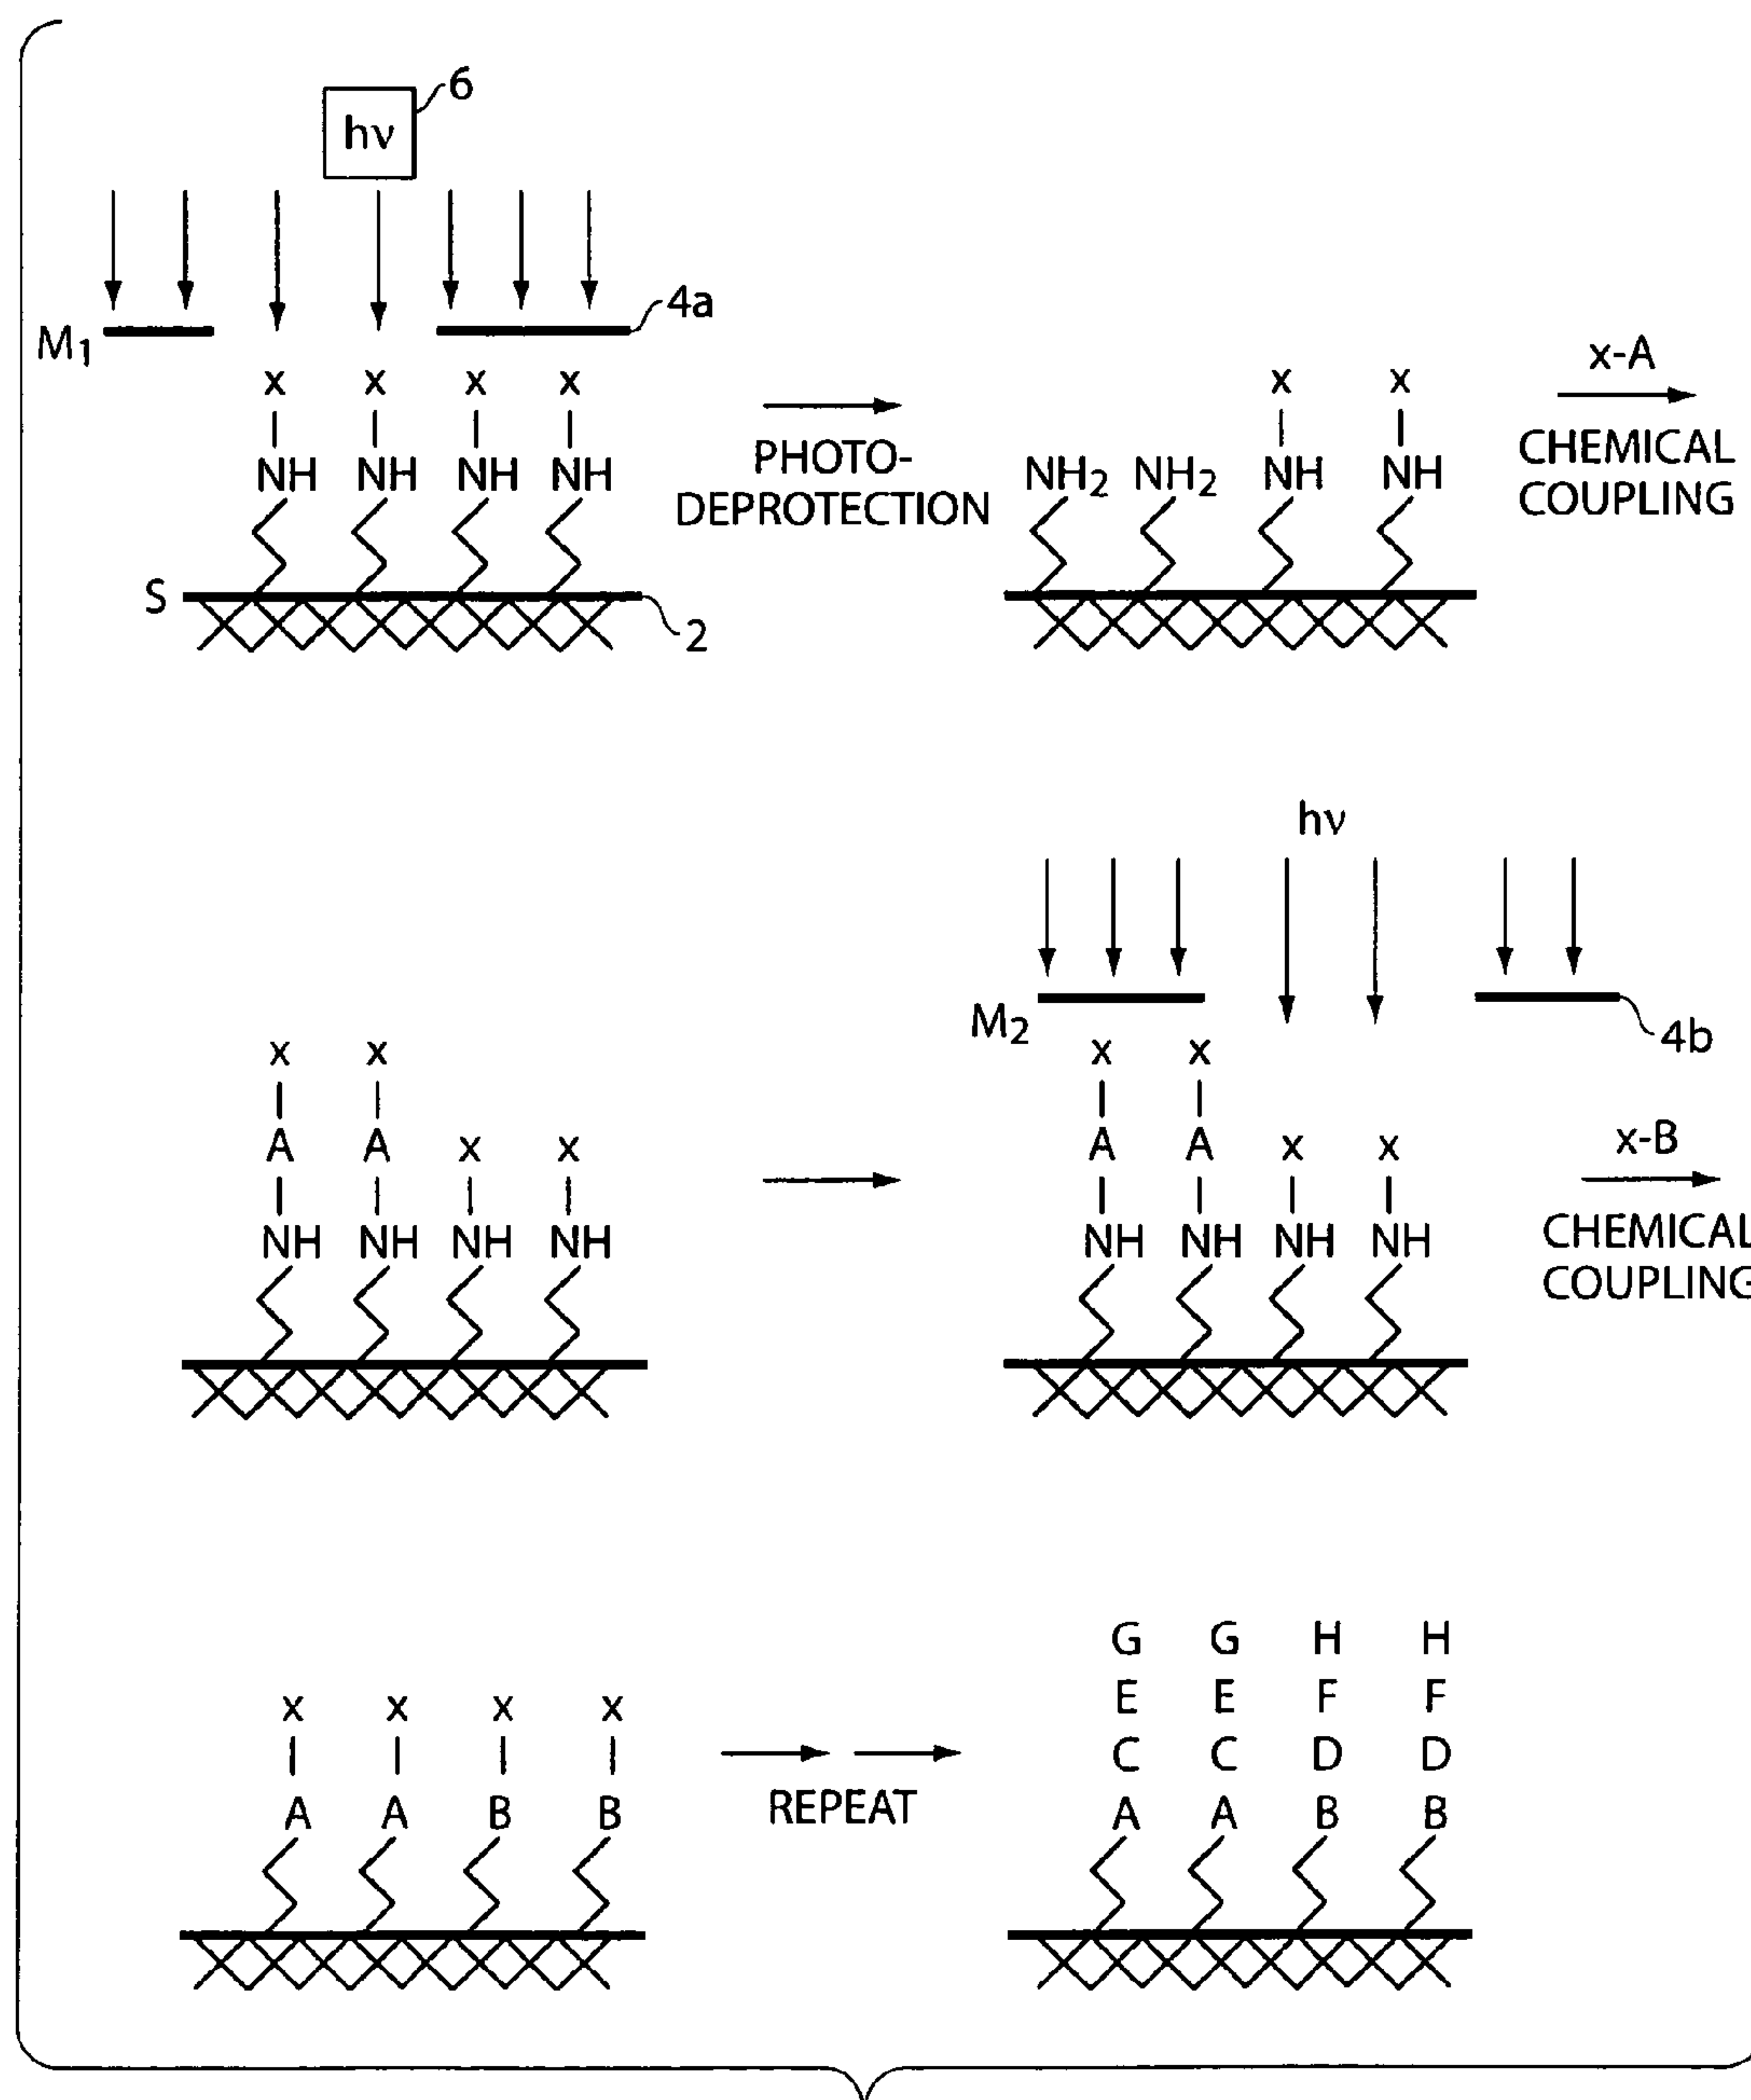 6
hν
4a
M1
x x x x
NH NH NH NH
S
2
PHOTO-
DEPROTECTION
x x
NH2 NH2 NH NH
x-A
CHEMICAL
COUPLING
hν
M2
4b
x x
A A x x
NH NH NH NH
x x
A A x x
NH NH NH NH
x-B
CHEMICAL
COUPLING
x x x x
A A B B
REPEAT
G G H H
E E F F
C C D D
A A B B